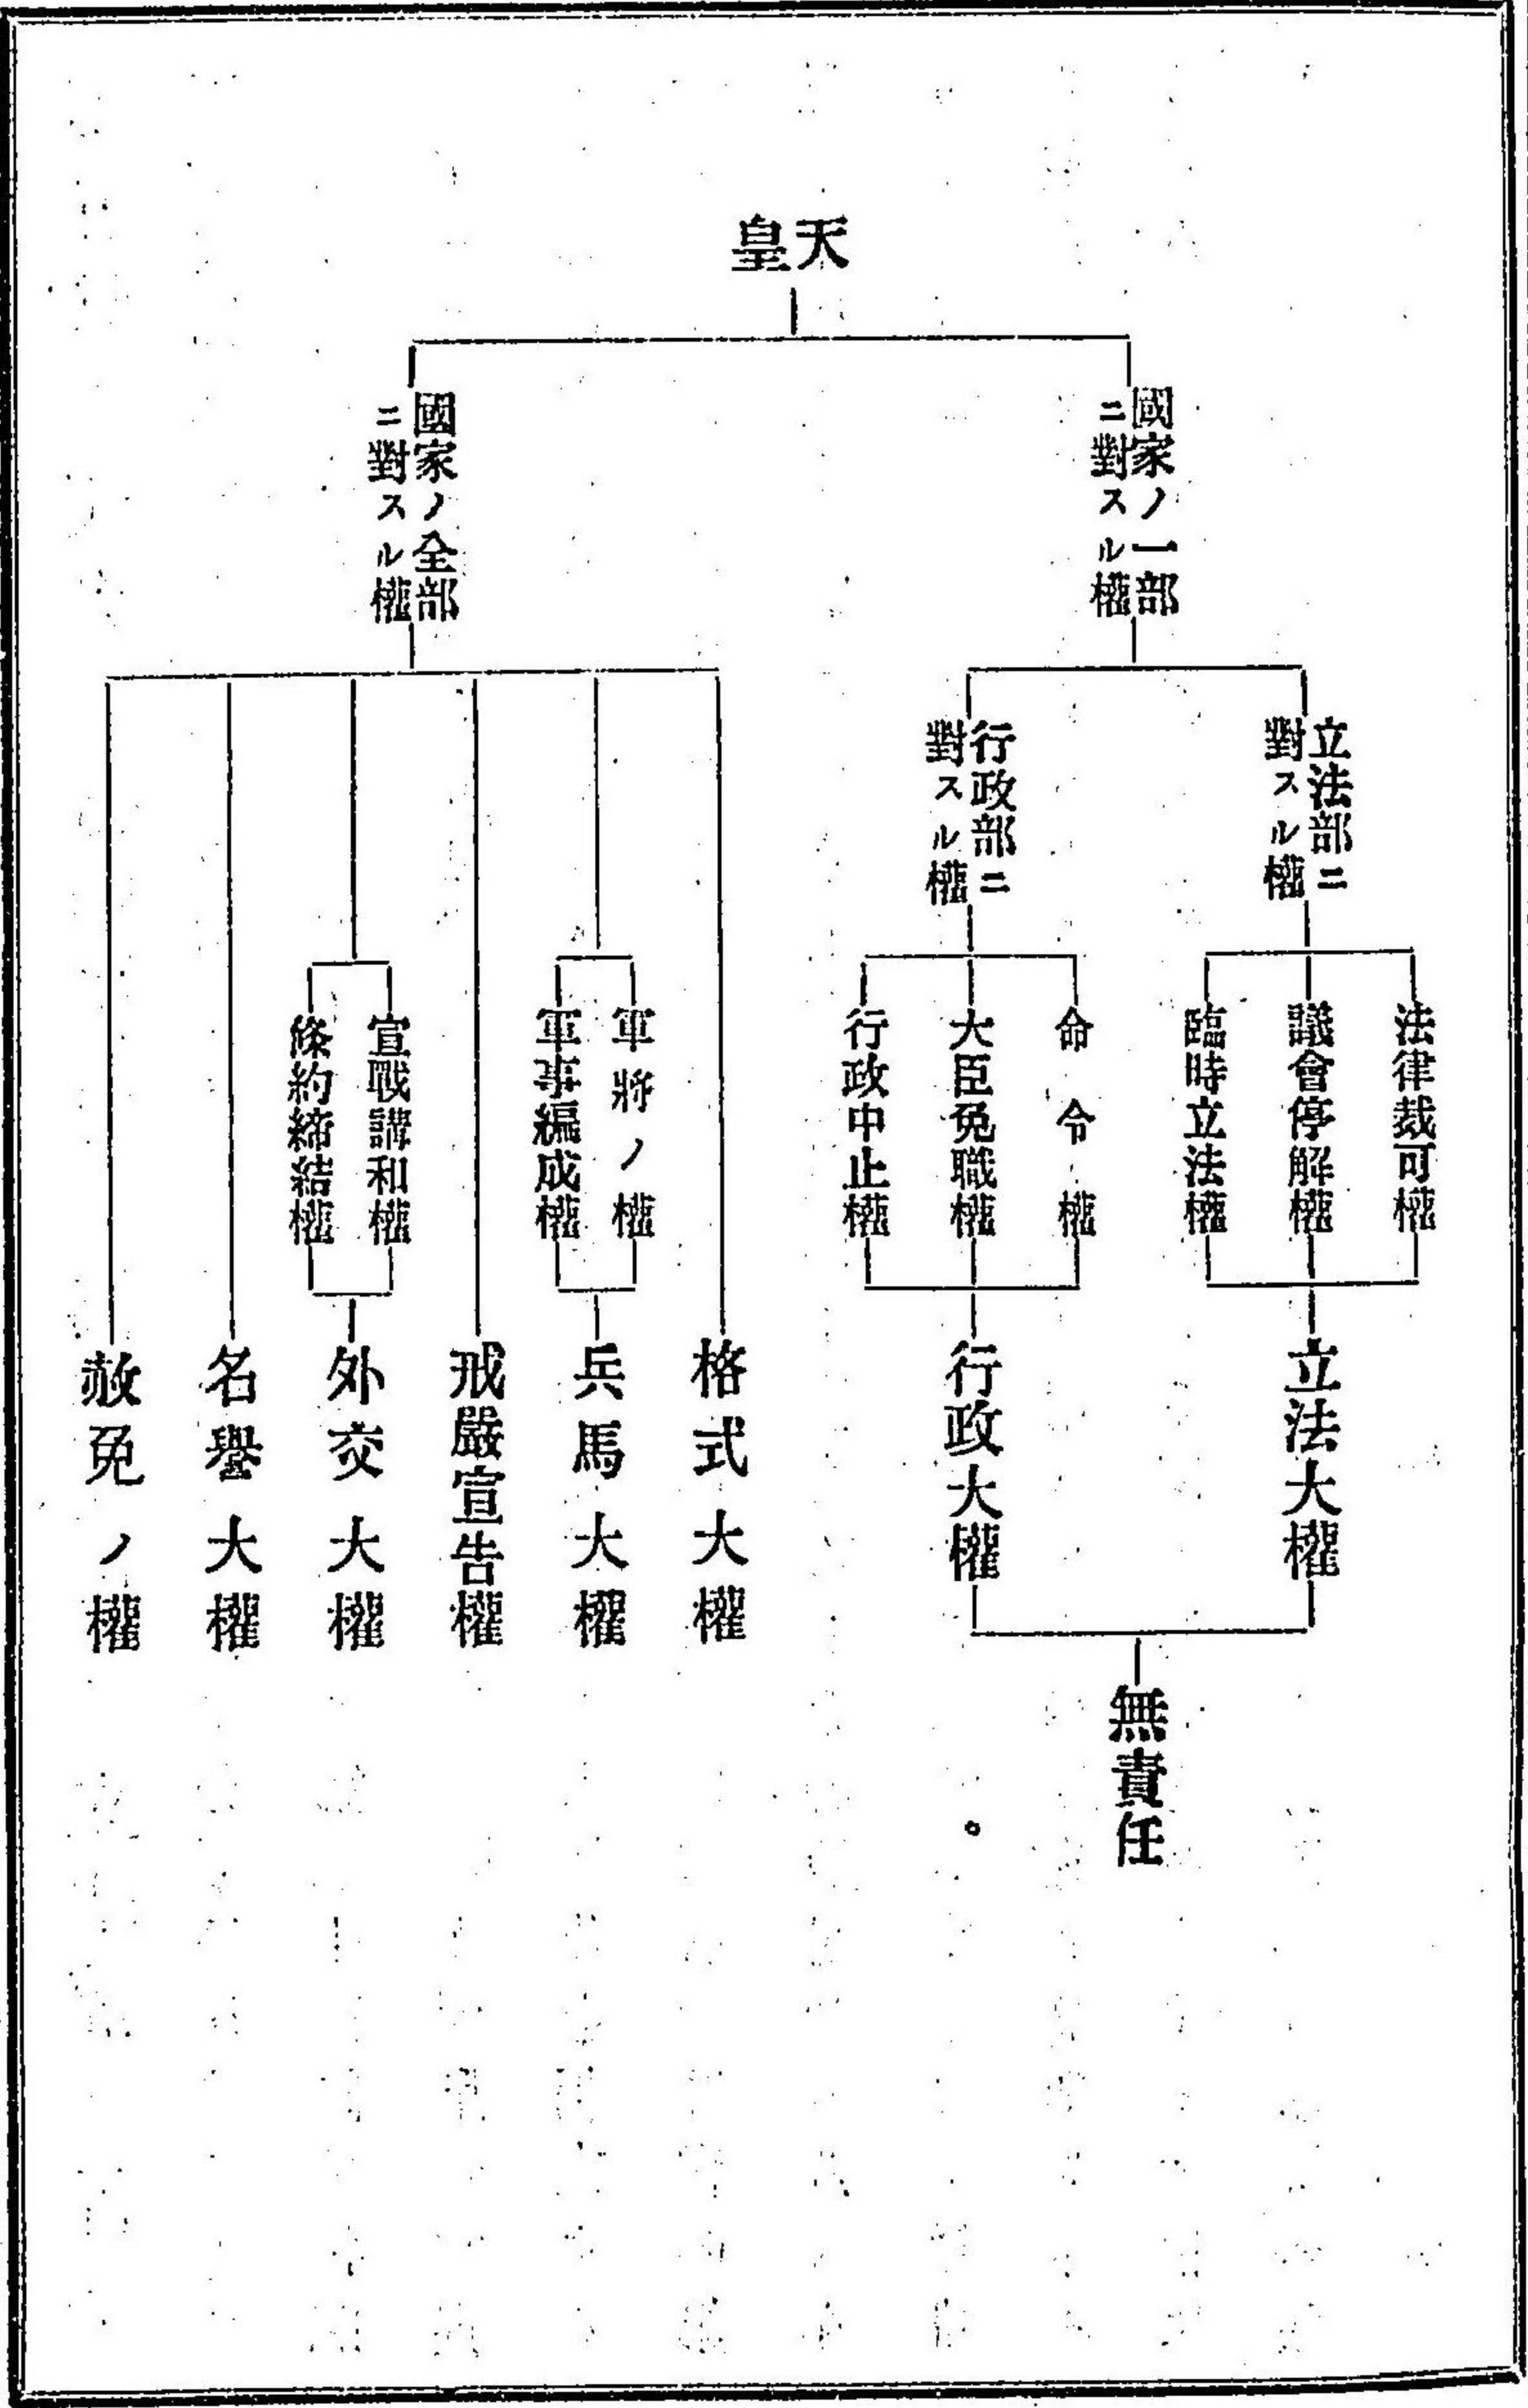 天皇
國家ノ一部
ニ對スル權
立法部ニ
對スル權
法律裁可權
議會停解權
臨時立法權
立法大權
行政部ニ
對スル權
命令權
大臣免職權
行政中止權
行政大權
無責任
國家ノ全部
ニ對スル權
格式大權
軍將ノ權
軍事編成權
兵馬大權
戒嚴宣告權
宣戰講和權
條約締結權
外交大權
名譽大權
赦免ノ權